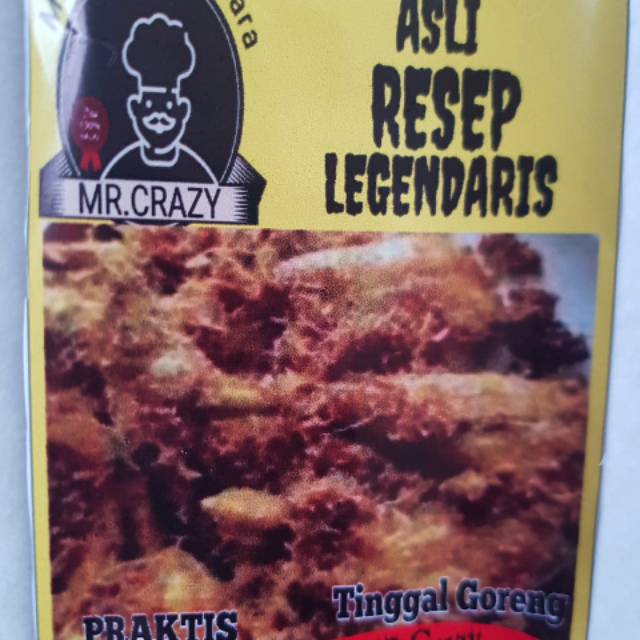 ASLI
RESEP
LEGENDARIS
MR.CRAZY
Tinggal Goreng
PRAKTIS